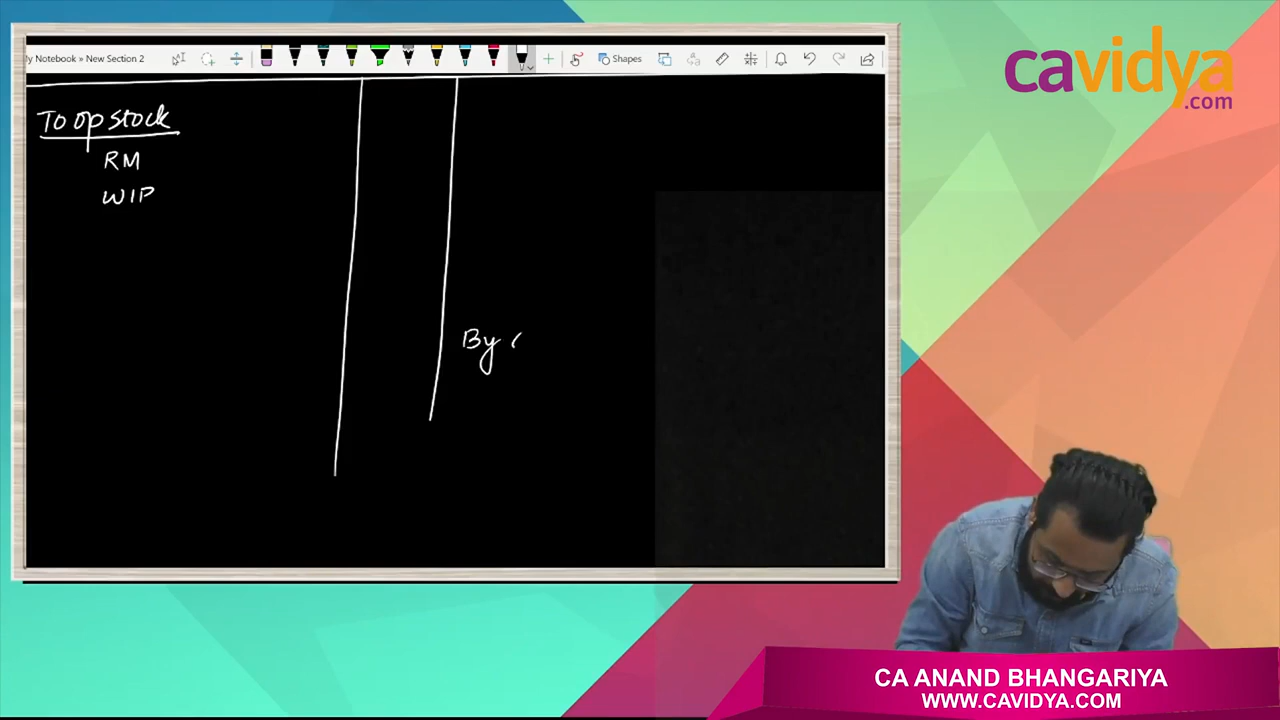 cavidya
.com
y Notebook » New Section 2
Shapes
To op stock
RM
WIP
By
CA ANAND BHANGARIYA
WWW.CAVIDYA.COM